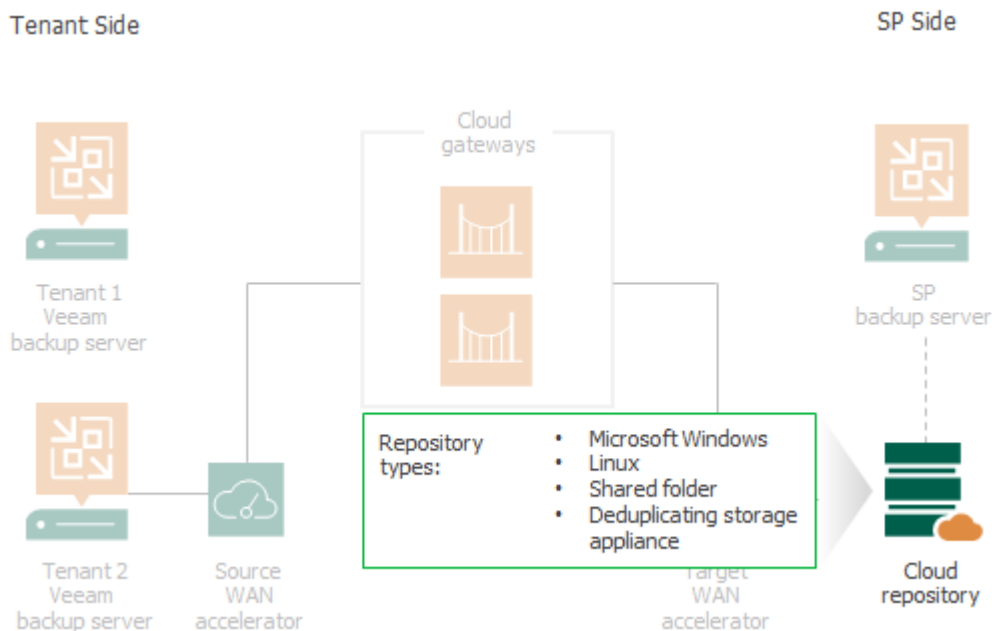 Tenant Side
SP Side
Cloud
gateways
Tenant 1
Veeam
backup server
SP
backup server
Repository
types:
• Microsoft Windows
• Linux
• Shared folder
• Deduplicating storage
appliance
Tenant 2
Veeam
backup server
Source
WAN
accelerator
Target
WAN
accelerator
Cloud
repository